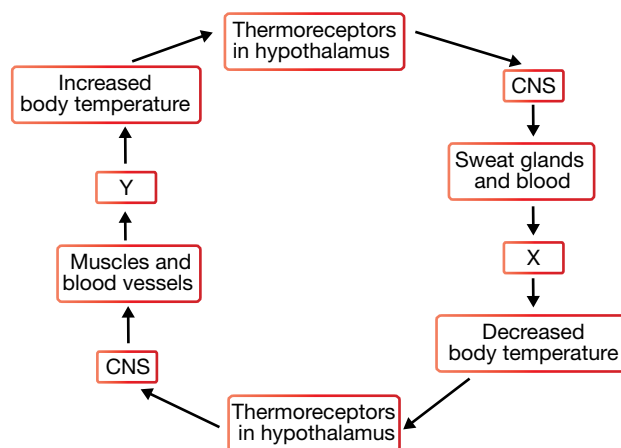 Thermoreceptors
in hypothalamus
CNS
Sweat glands
and blood
X
Decreased
body temperature
Thermoreceptors
in hypothalamus
CNS
Muscles and
blood vessels
Y
Increased
body temperature